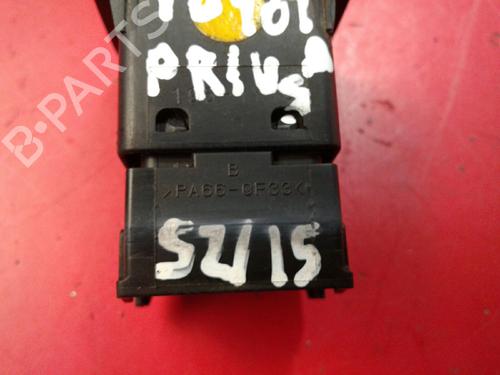 TOYOT
PRIUS A
B
>PA66-GF33<
SZ/15
B-PARTS